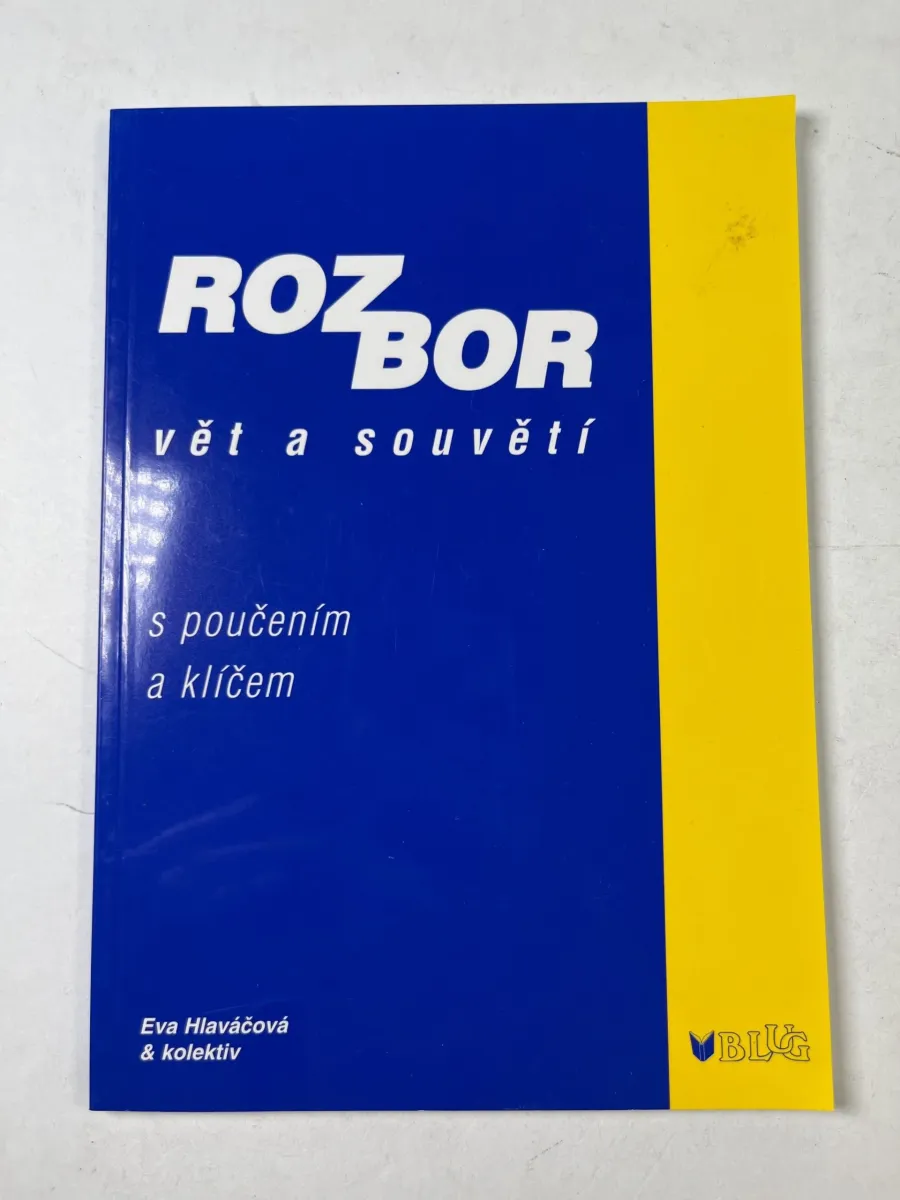 ROZ
BOR
vět a souvětí
s poučením
a klíčem
Eva Hlaváčová
& kolektiv
BLUG